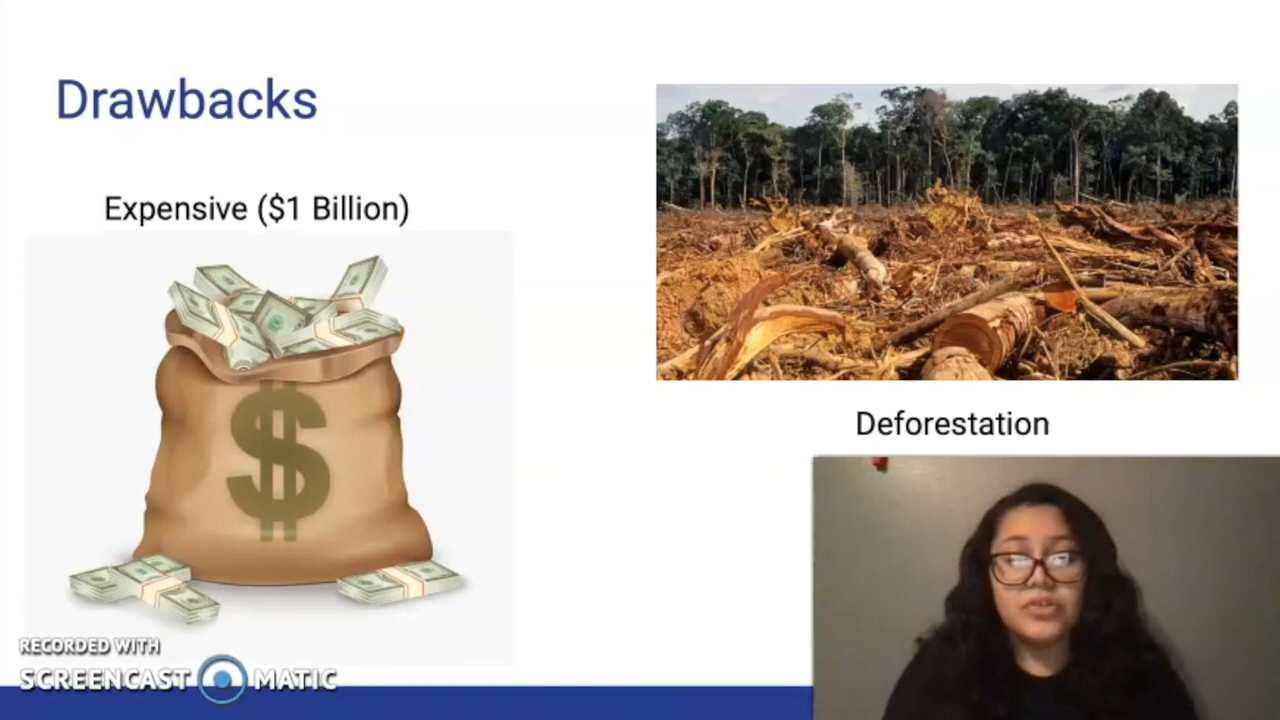 Drawbacks
Expensive ($1 Billion)
$
Deforestation
RECORDED WITH
SCREENCAST MATIC